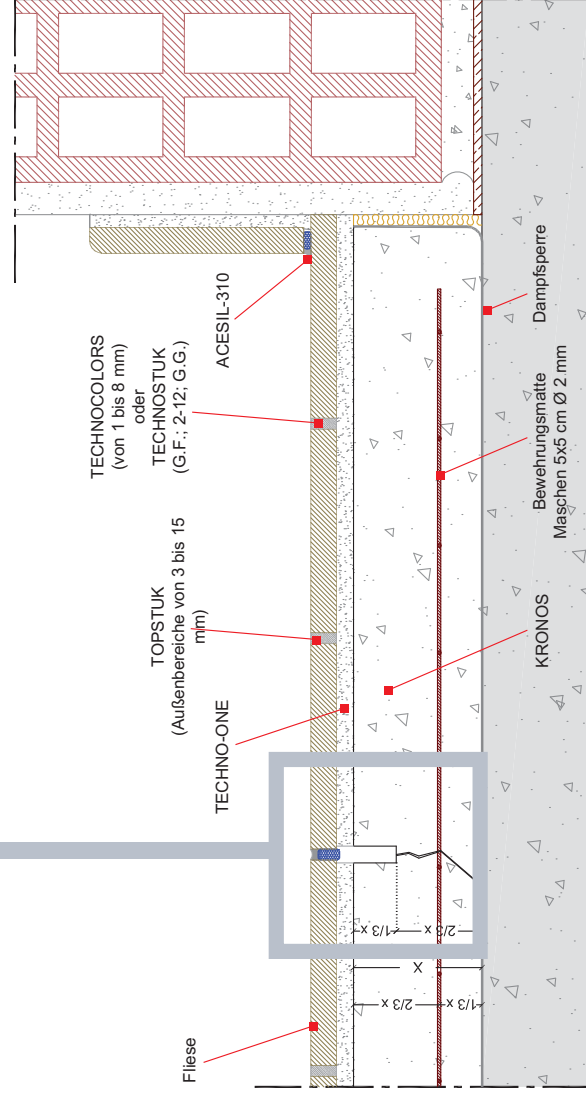 TECHNOCOLORS
(von 1 bis 8 mm)
oder
TECHNOSTUK
(G.F.; 2-12; G.G.)
ACESIL-310
TOPSTUK
(Außenbereiche von 3 bis 15
mm)
TECHNO-ONE
Fliese
Dampfsperre
Bewehrungsmatte
Maschen 5x5 cm Ø 2 mm
KRONOS
1/3 x
2/3 x
X
2/3 x
1/3 x